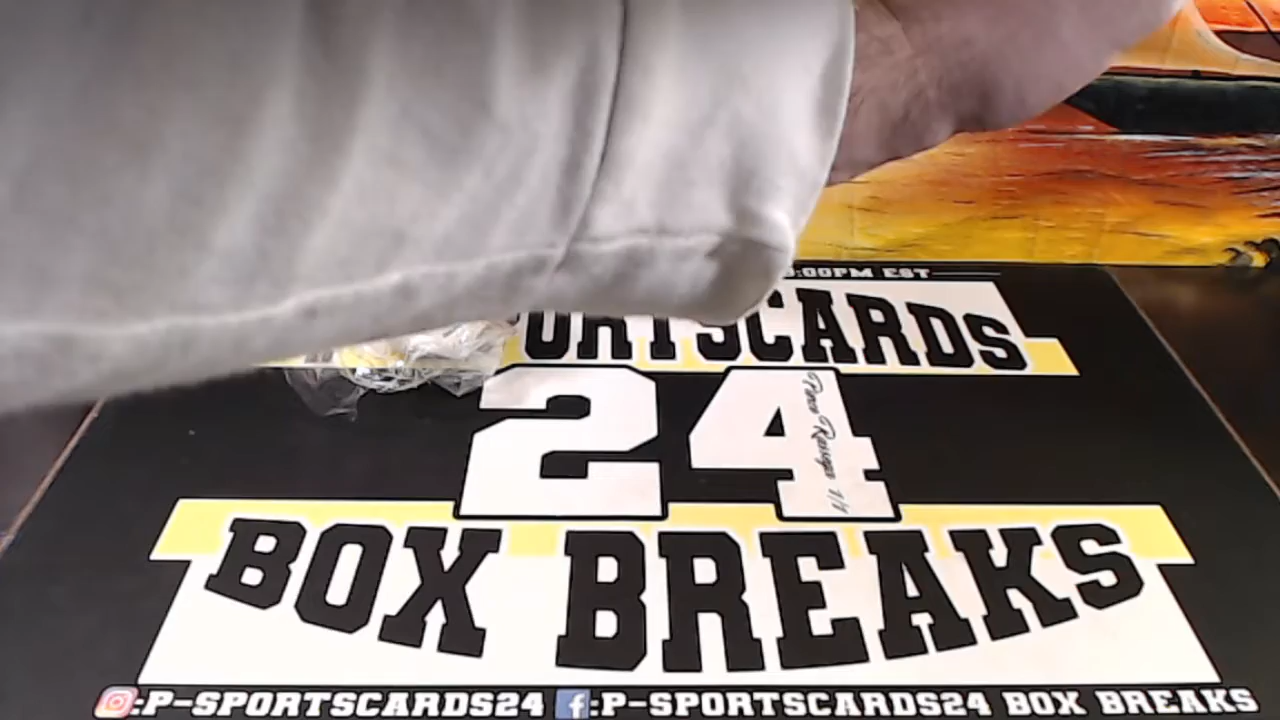 :00PM EST
ORTSCARDS
24
BOX BREAKS
:P-SPORTSCARDS24 :P-SPORTSCARDS24 BOX BREAKS